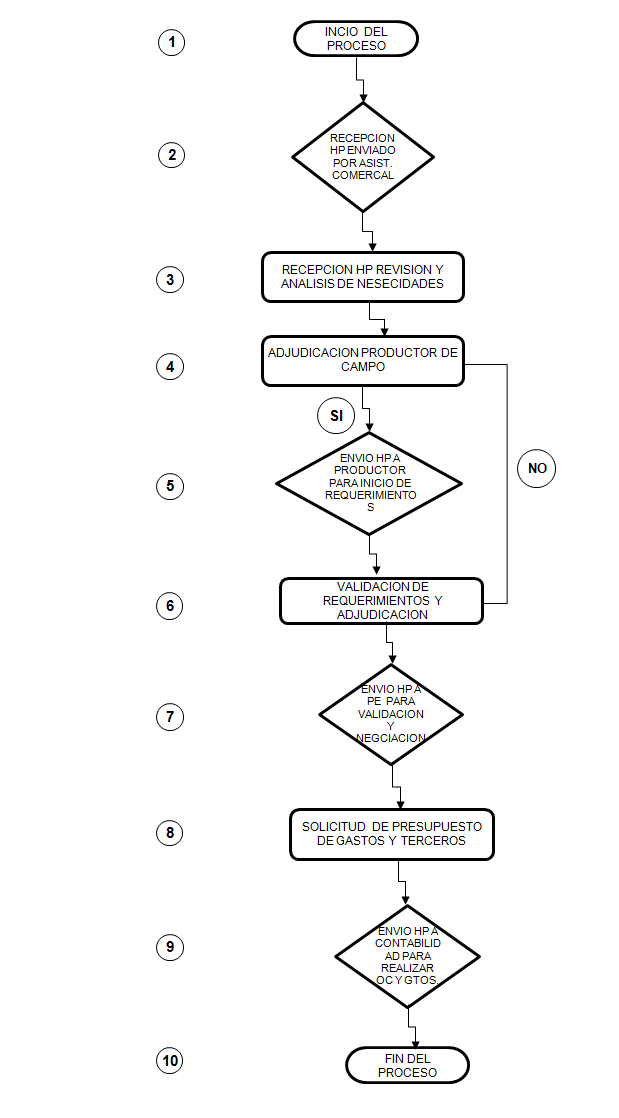 1
INCIO DEL
PROCESO
2
RECEPCION
HP ENVIADO
POR ASIST.
COMERCAL
3
RECEPCION HP REVISION Y
ANALISIS DE NESECIDADES
4
ADJUDICACION PRODUCTOR DE
CAMPO
SI
NO
5
ENVIO HP A
PRODUCTOR
PARA INICIO DE
REQUERIMIENTO
S
6
VALIDACION DE
REQUERIMIENTOS Y
ADJUDICACION
7
ENVIO HP A
PE PARA
VALIDACION
Y
NEGCIACION
8
SOLICITUD DE PRESUPUESTO
DE GASTOS Y TERCEROS
9
ENVIO HP A
CONTABILID
AD PARA
REALIZAR
OC Y GTOS.
10
FIN DEL
PROCESO